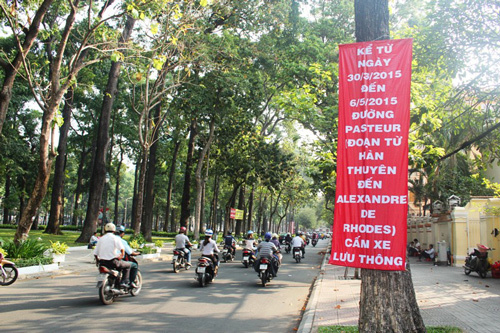 KỂ TỪ
NGÀY
30/3/2015
ĐẾN
6/5/2015
ĐƯỜNG
PASTEUR
(ĐOẠN TỪ
HÀN
THUYÊN
ĐẾN
ALEXANDRE
DE
RHODES)
CẤM XE
LƯU THÔNG